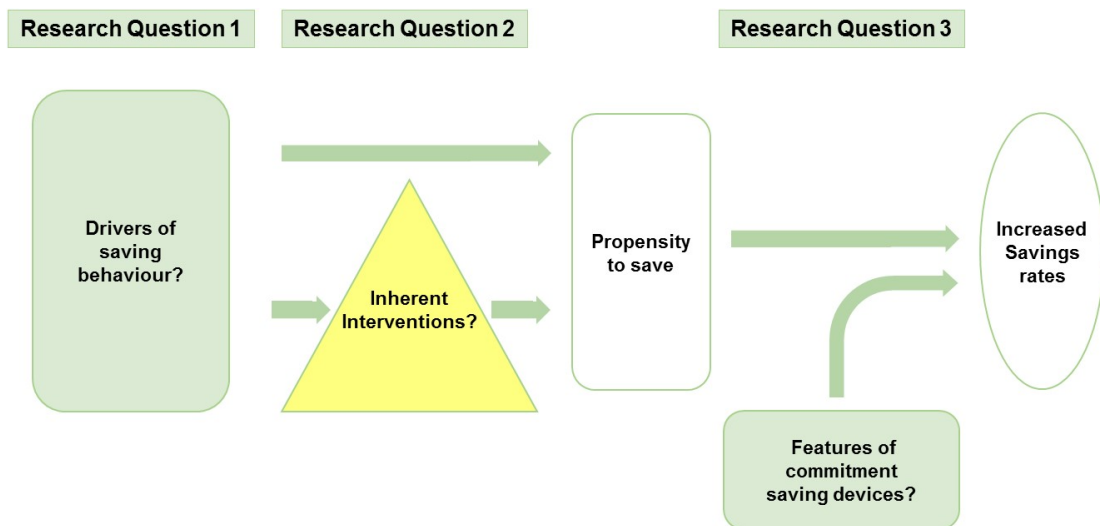 Research Question 1
Research Question 2
Research Question 3
Drivers of
saving
behaviour?
Inherent
Interventions?
Propensity
to save
Increased
Savings
rates
Features of
commitment
saving devices?